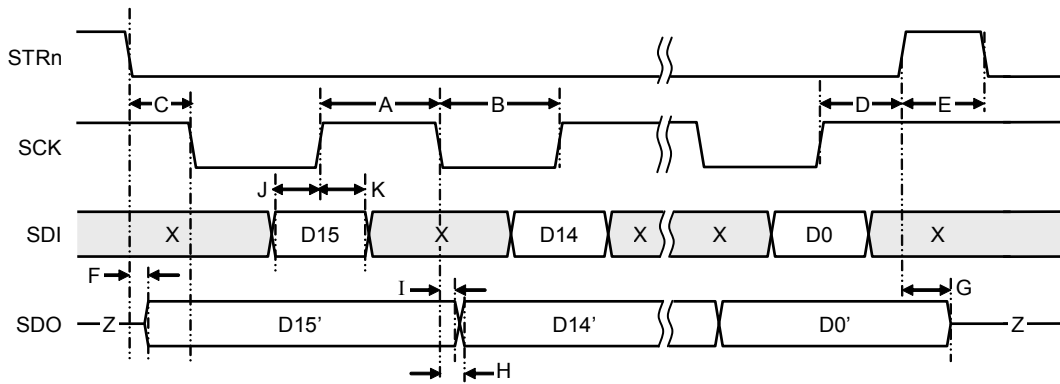 STRn
C A B D E
SCK
J K
SDI X D15 X D14 X X D0 X
F I G
SDO Z D15' D14' D0' Z
H